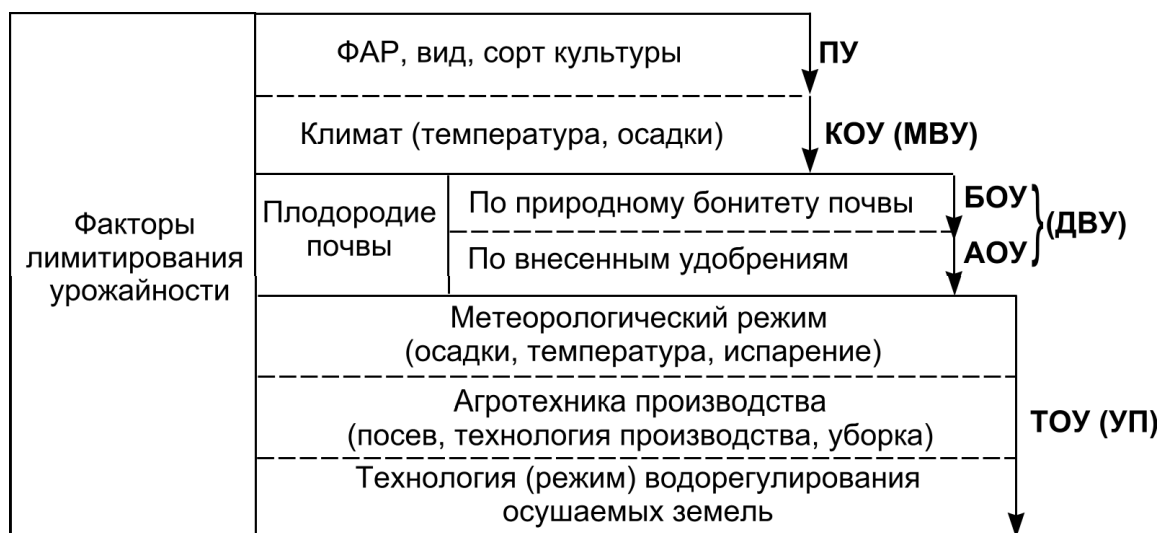 ФАР, вид, сорт культуры
ПУ
Климат (температура, осадки)
КОУ (МВУ)
Факторы
лимитирования
урожайности
Плодородие
почвы
По природному бонитету почвы
БОУ
По внесенным удобрениям
АОУ
(ДВУ)
Метеорологический режим
(осадки, температура, испарение)
Агротехника производства
(посев, технология производства, уборка)
ТОУ (УП)
Технология (режим) водорегулирования
осушаемых земель